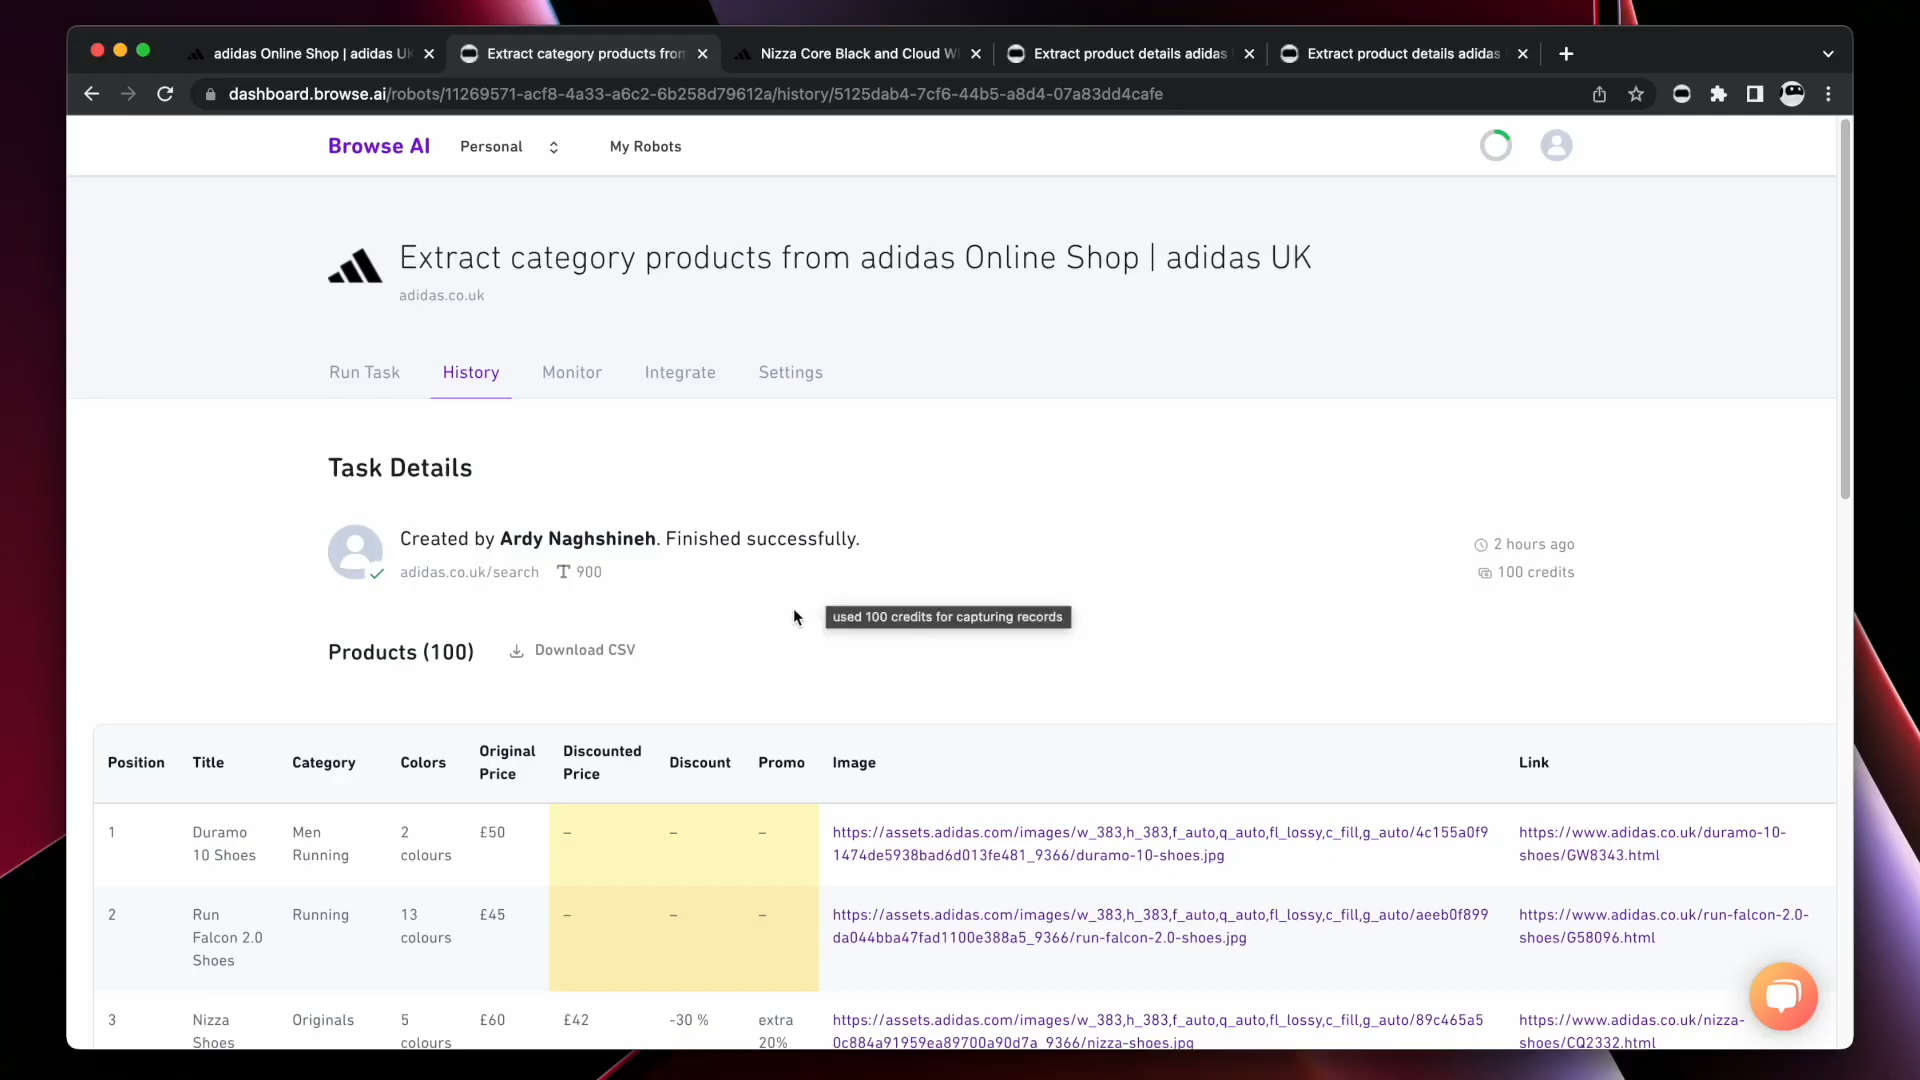 adidas Online Shop | adidas UK
Extract category products from
Nizza Core Black and Cloud W
Extract product details adidas
Extract product details adidas
dashboard.browse.ai/robots/11269571-acf8-4a33-a6c2-6b258d79612a/history/5125dab4-7cf6-44b5-a8d4-07a83dd4cafe
Browse AI Personal My Robots
Extract category products from adidas Online Shop | adidas UK
adidas.co.uk
Run Task History Monitor Integrate Settings
Task Details
Created by Ardy Naghshineh. Finished successfully.
2 hours ago
adidas.co.uk/search 900
100 credits
used 100 credits for capturing records
Products (100) Download CSV
Position Title Category Colors Original Price Discounted Price Discount Promo Image Link
1 Duramo Men 2 £50 – – – https://assets.adidas.com/images/w_383,h_383,f_auto,q_auto,fl_lossy,c_fill,g_auto/4c155a0f9 https://www.adidas.co.uk/duramo-10-
10 Shoes Running colours 1474de5938bad6d013fe481_9366/duramo-10-shoes.jpg shoes/GW8343.html
2 Run Running 13 £45 – – – https://assets.adidas.com/images/w_383,h_383,f_auto,q_auto,fl_lossy,c_fill,g_auto/aeeb0f899 https://www.adidas.co.uk/run-falcon-2.0-
Falcon 2.0 colours da044bba47fad1100e388a5_9366/run-falcon-2.0-shoes.jpg shoes/G58096.html
Shoes
3 Nizza Originals 5 £60 £42 -30 % extra https://assets.adidas.com/images/w_383,h_383,f_auto,q_auto,fl_lossy,c_fill,g_auto/89c465a5 https://www.adidas.co.uk/nizza-
Shoes colours 20% 0c884a91959ea89700a90d7a_9366/nizza-shoes.jpg shoes/CQ2332.html